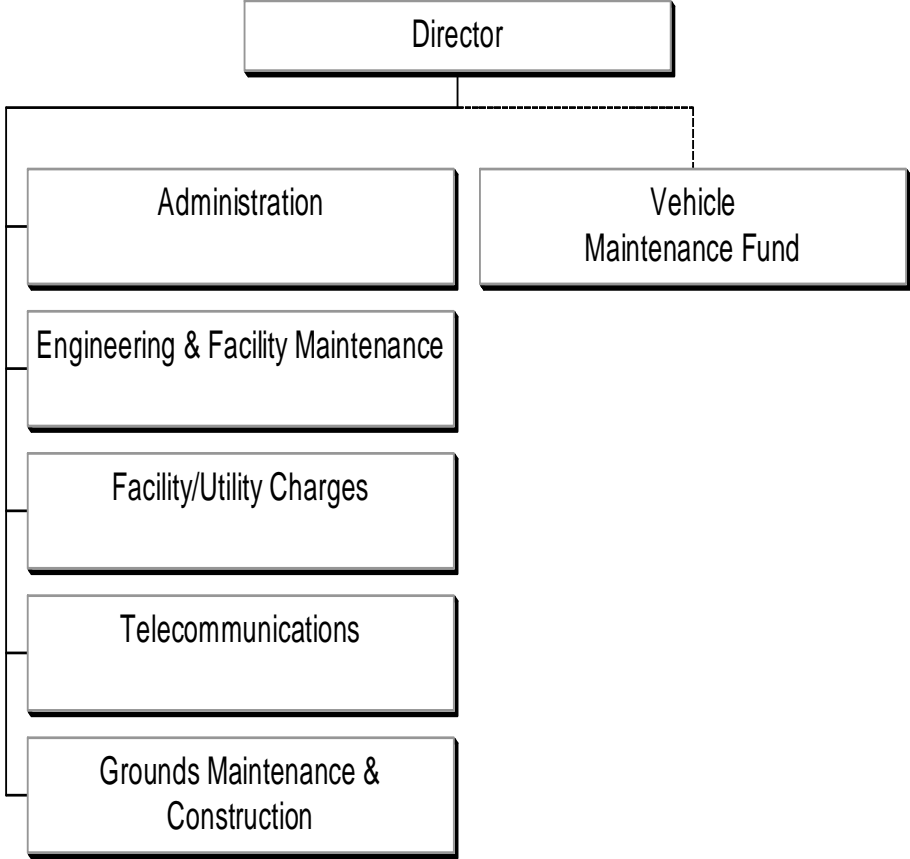 Director
Administration
Vehicle
Maintenance Fund
Engineering & Facility Maintenance
Facility/Utility Charges
Telecommunications
Grounds Maintenance &
Construction